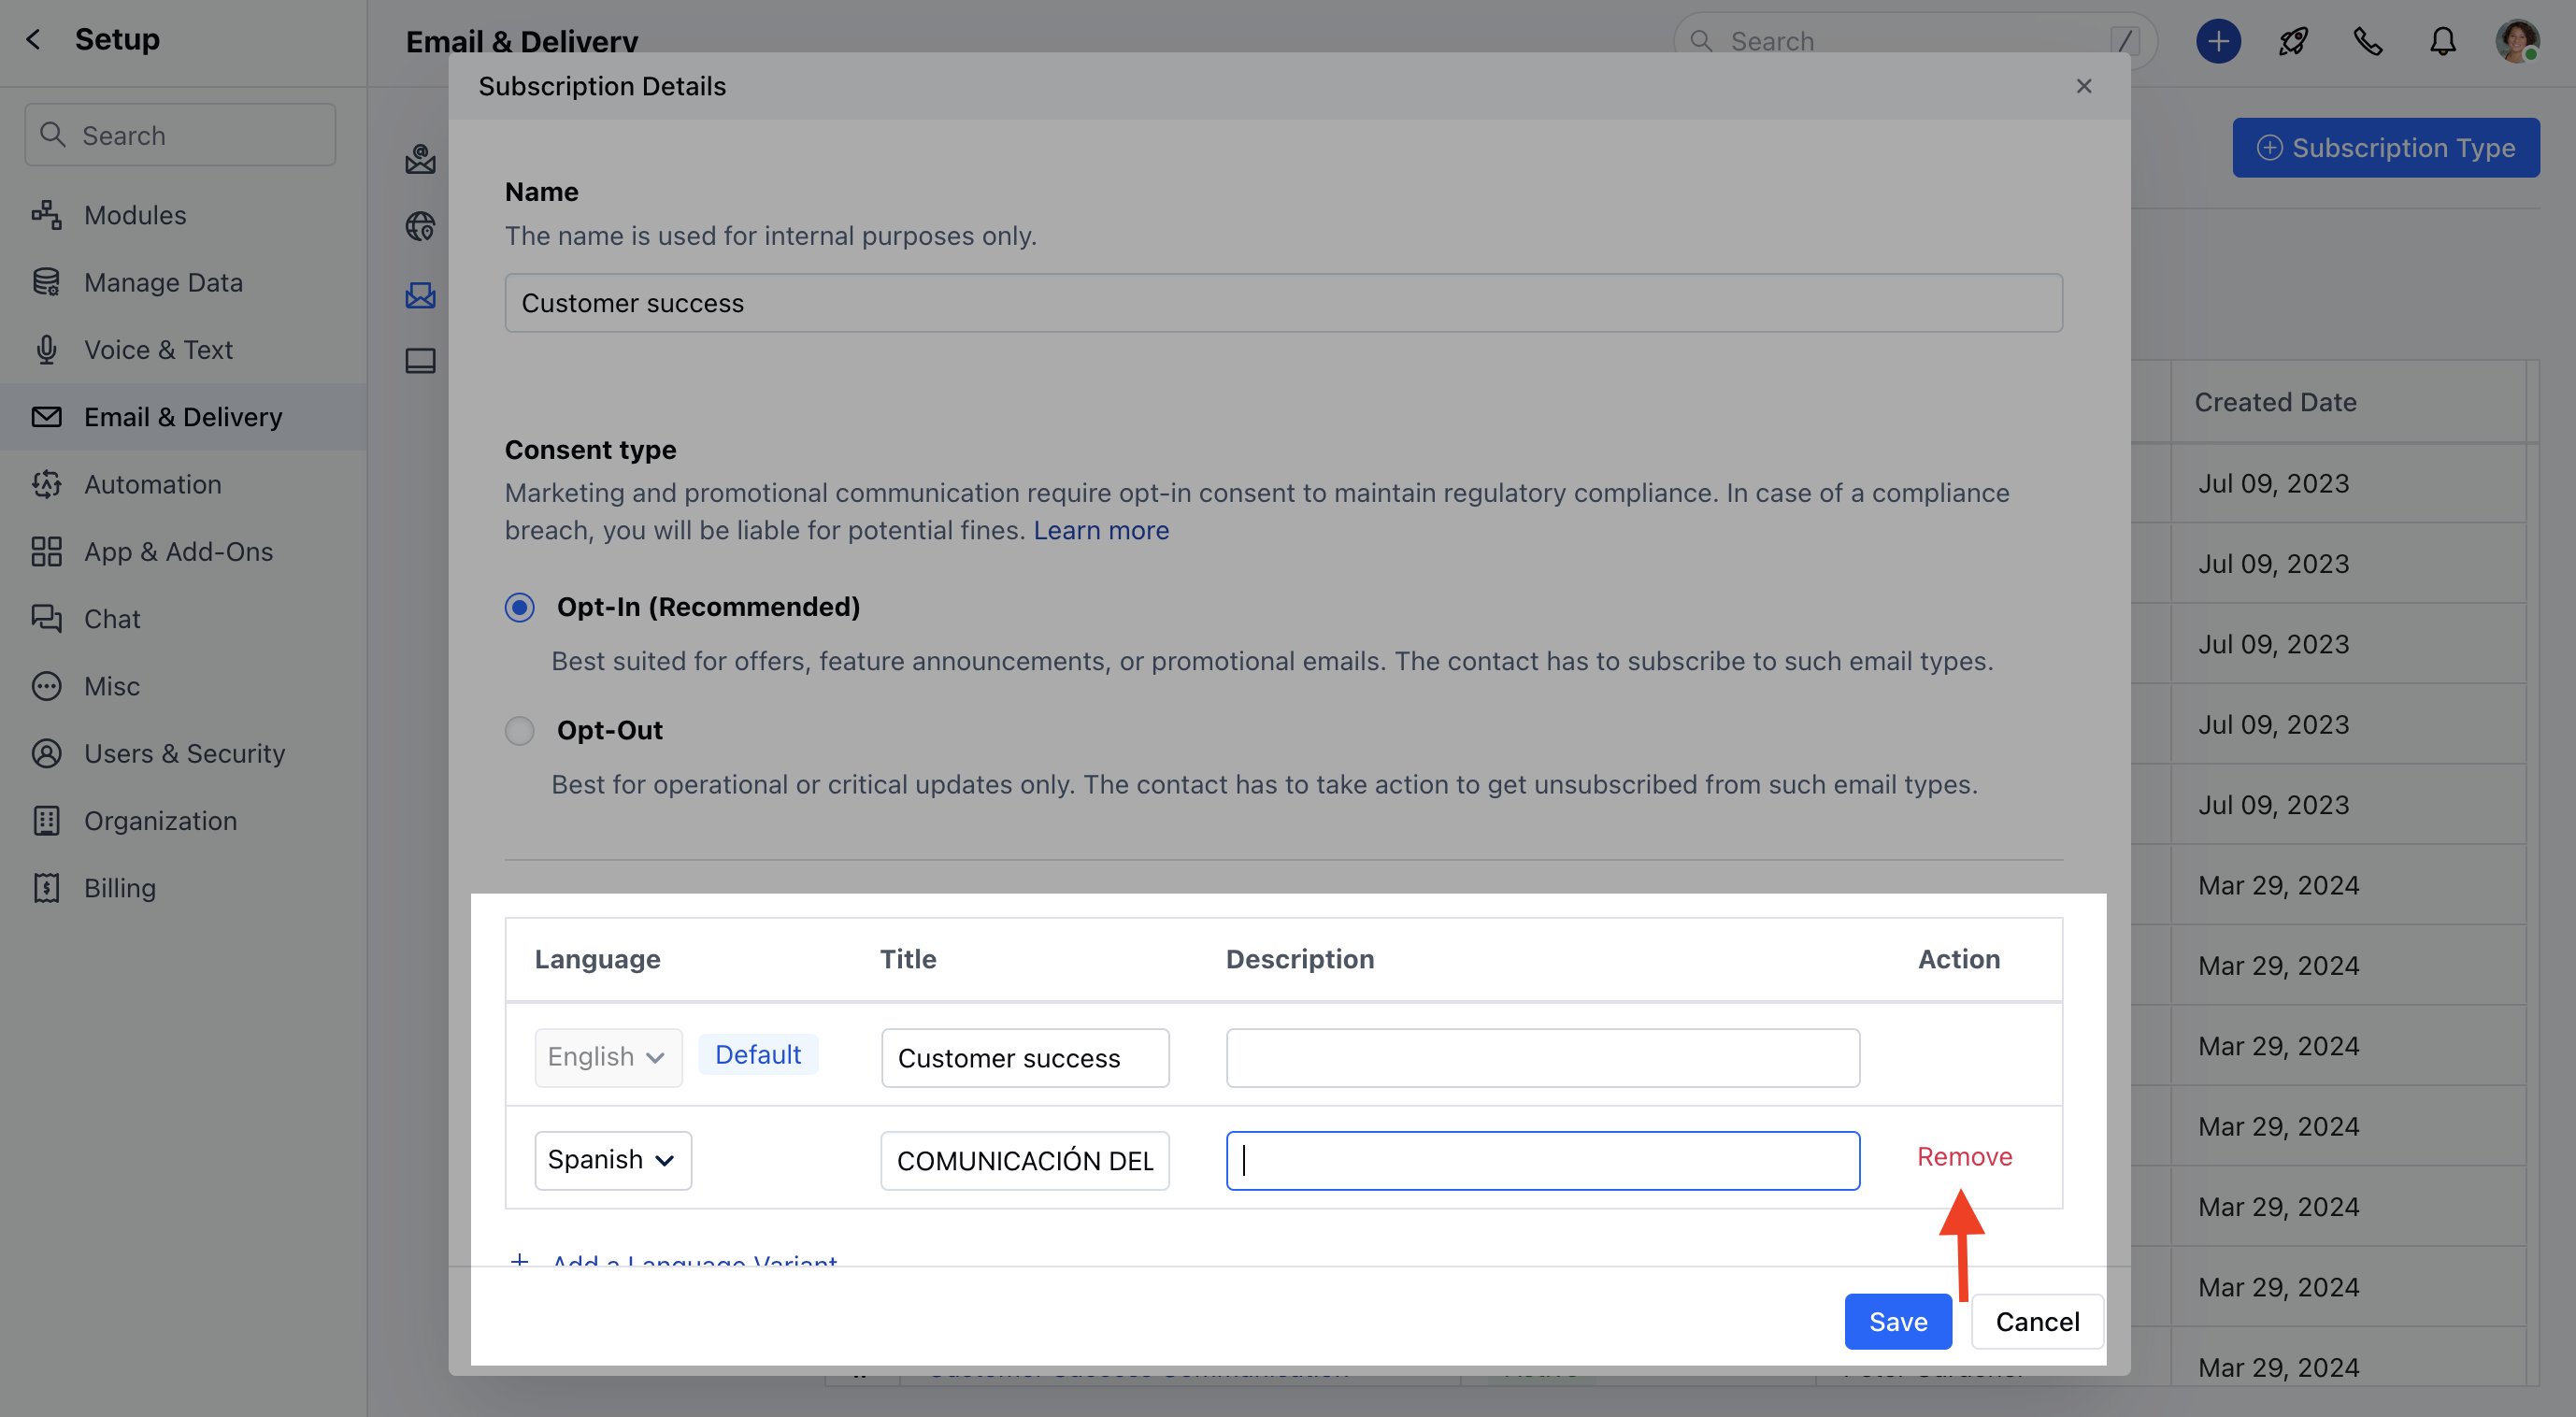 Setup
Search
Modules
Manage Data
Voice & Text
Email & Delivery
Automation
App & Add-Ons
Chat
Misc
Users & Security
Organization
Billing
Email & Delivery
Search /
Subscription Type
Subscription Details
Name
The name is used for internal purposes only.
Customer success
Consent type
Marketing and promotional communication require opt-in consent to maintain regulatory compliance. In case of a compliance
breach, you will be liable for potential fines. Learn more
Opt-In (Recommended)
Best suited for offers, feature announcements, or promotional emails. The contact has to subscribe to such email types.
Opt-Out
Best for operational or critical updates only. The contact has to take action to get unsubscribed from such email types.
Language Title Description Action
English Default Customer success
Spanish COMUNICACIÓN DEL Remove
+ Add a Language Variant
Save Cancel
Created Date
Jul 09, 2023
Jul 09, 2023
Jul 09, 2023
Jul 09, 2023
Jul 09, 2023
Mar 29, 2024
Mar 29, 2024
Mar 29, 2024
Mar 29, 2024
Mar 29, 2024
Mar 29, 2024
Mar 29, 2024